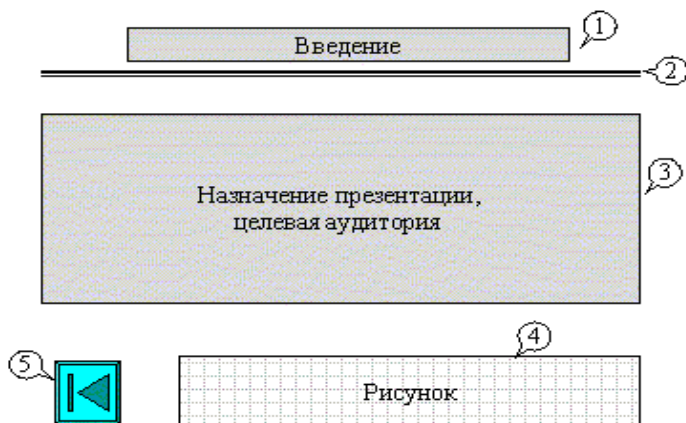 1
Введение
2
3
Назначение презентации,
целевая аудитория
4
5
Рисунок